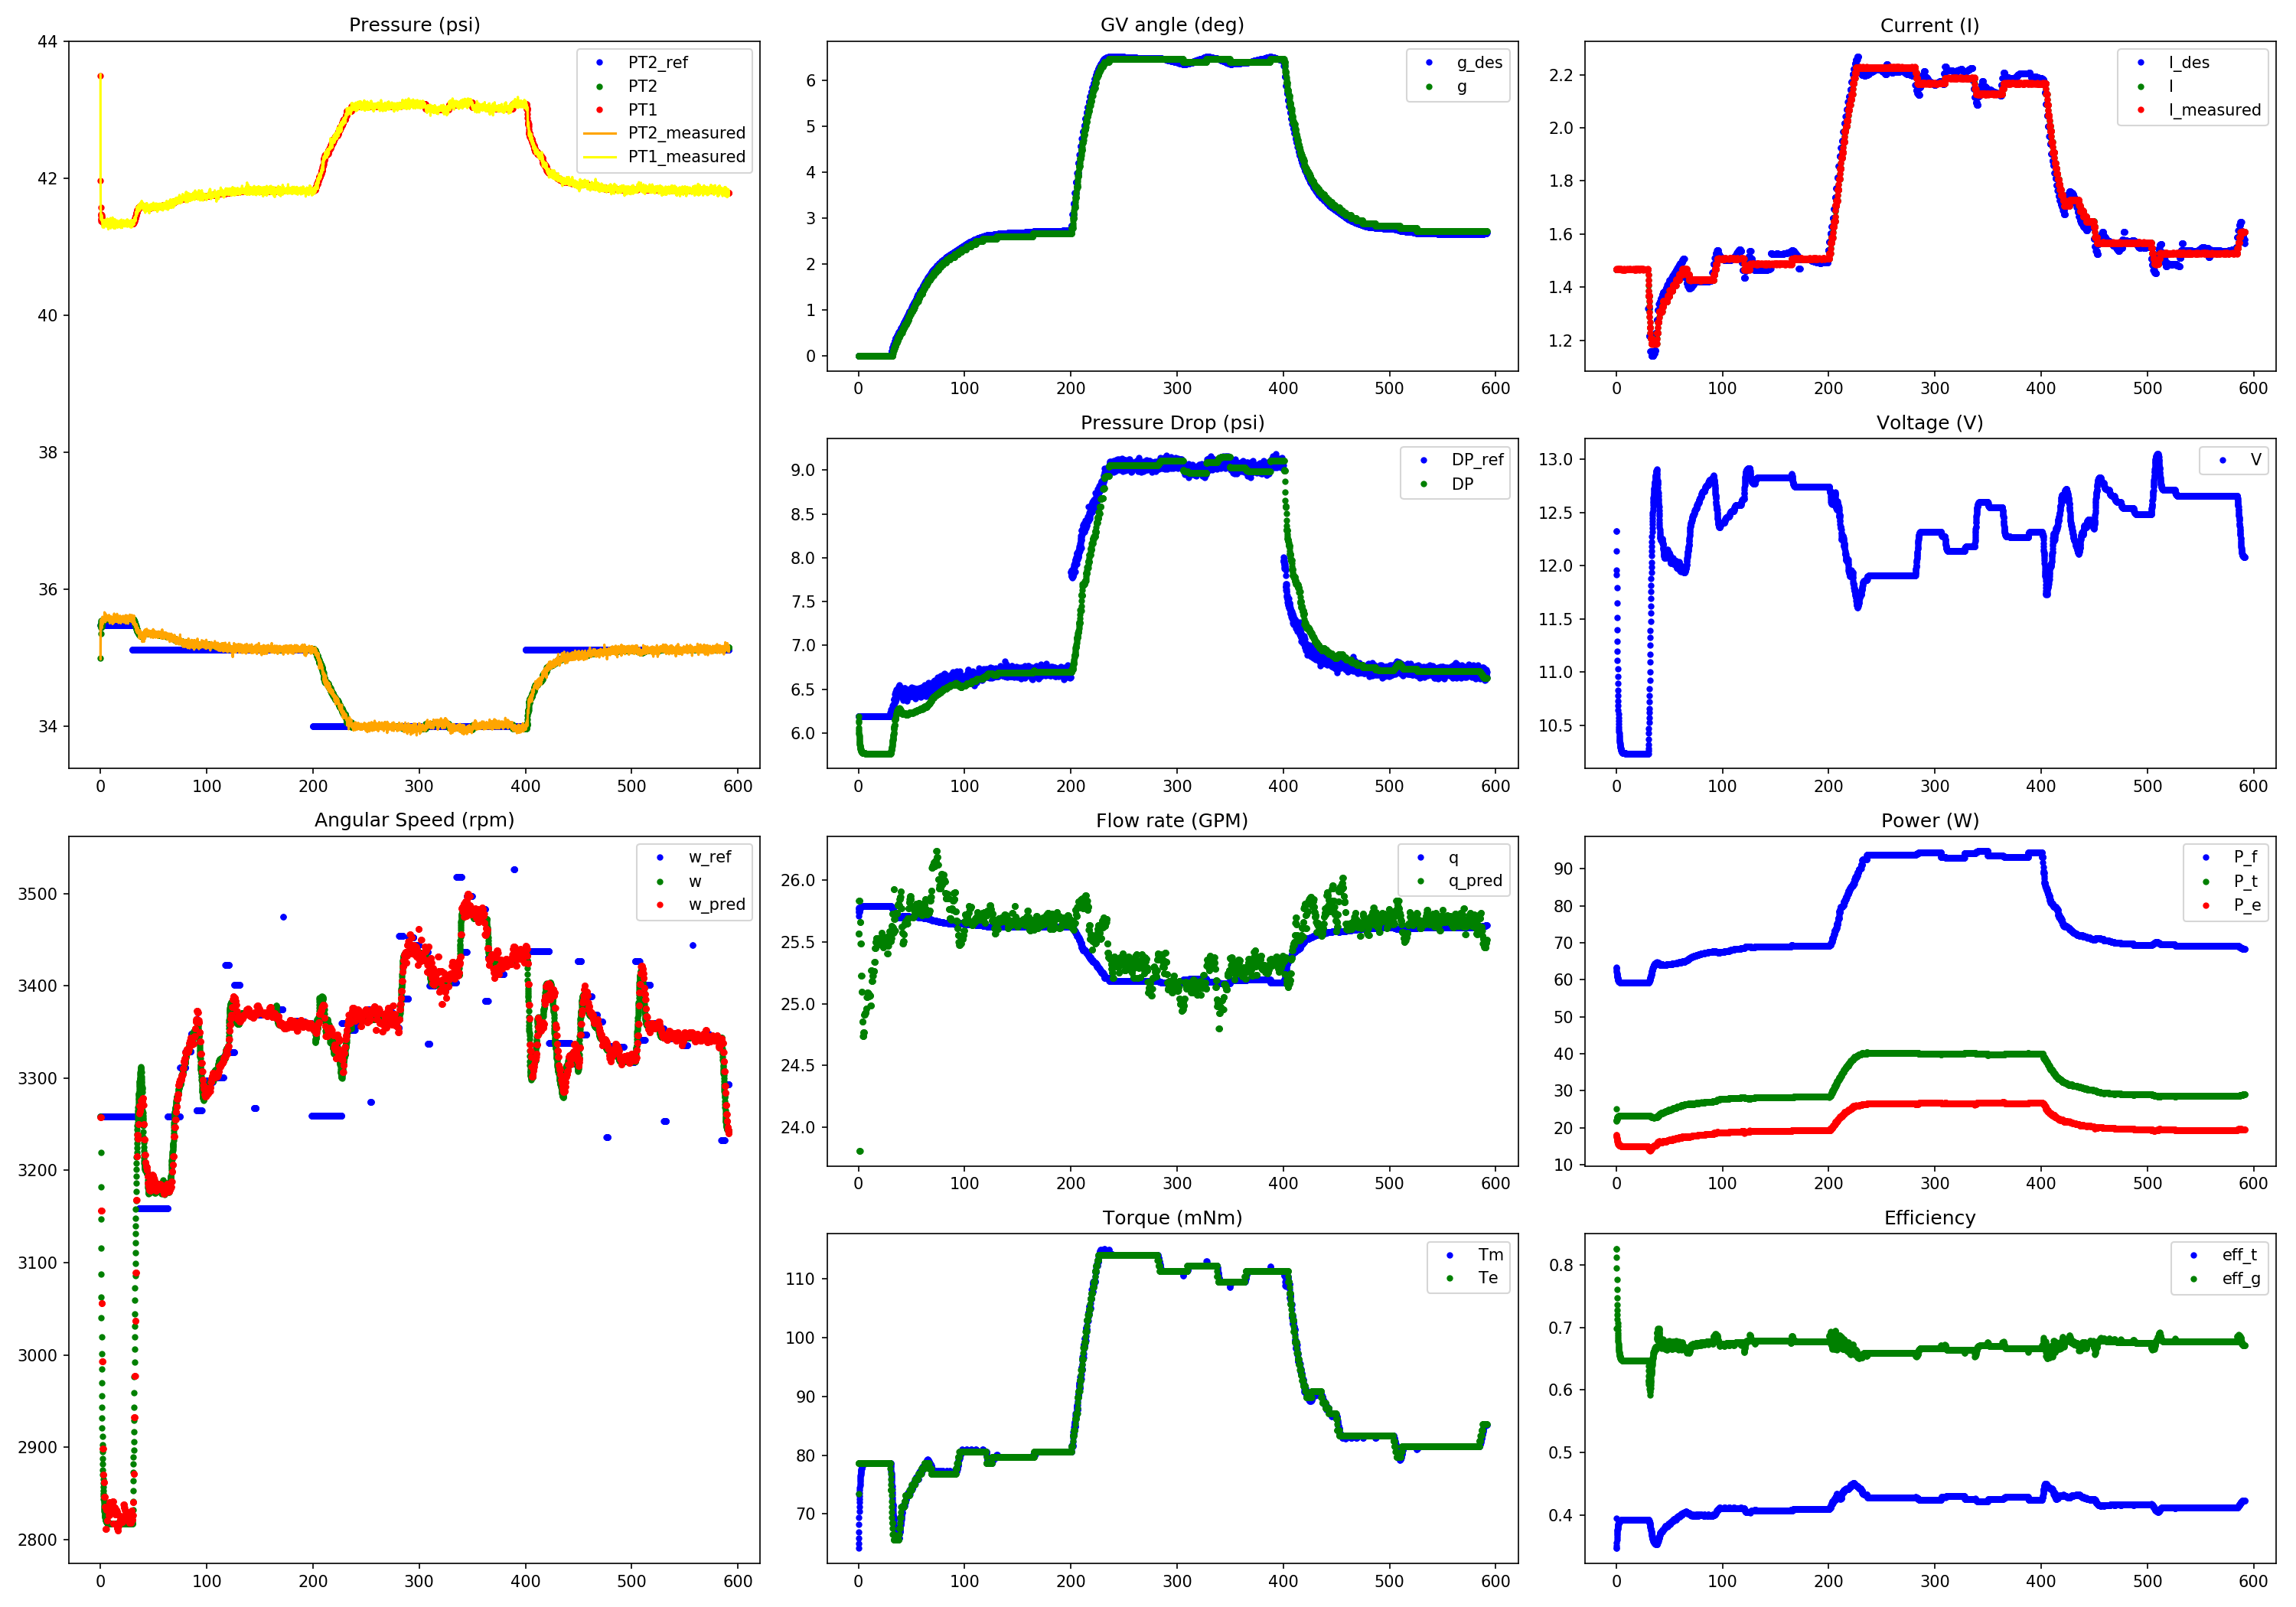 Pressure (psi)
44
42
40
38
36
34
0 100 200 300 400 500 600
PT2_ref
PT2
PT1
PT2_measured
PT1_measured
GV angle (deg)
6
5
4
3
2
1
0
0 100 200 300 400 500 600
g_des
g
Current (I)
2.2
2.0
1.8
1.6
1.4
1.2
0 100 200 300 400 500 600
I_des
I
I_measured
Pressure Drop (psi)
9.0
8.5
8.0
7.5
7.0
6.5
6.0
0 100 200 300 400 500 600
DP_ref
DP
Voltage (V)
13.0
12.5
12.0
11.5
11.0
10.5
0 100 200 300 400 500 600
V
Angular Speed (rpm)
3500
3400
3300
3200
3100
3000
2900
2800
0 100 200 300 400 500 600
w_ref
w
w_pred
Flow rate (GPM)
26.0
25.5
25.0
24.5
24.0
0 100 200 300 400 500 600
q
q_pred
Power (W)
90
80
70
60
50
40
30
20
10
0 100 200 300 400 500 600
P_f
P_t
P_e
Torque (mNm)
110
100
90
80
70
0 100 200 300 400 500 600
Tm
Te
Efficiency
0.8
0.7
0.6
0.5
0.4
0 100 200 300 400 500 600
eff_t
eff_g